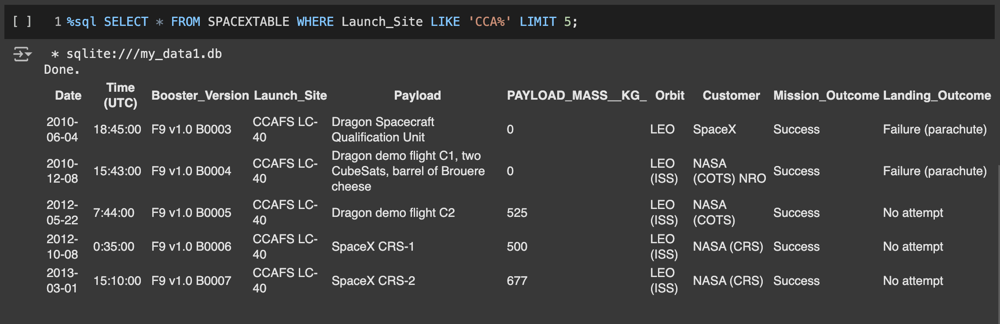 [ ] 1 %sql SELECT * FROM SPACEXTABLE WHERE Launch_Site LIKE 'CCA%' LIMIT 5;
* sqlite:///my_data1.db
Done.
Date Time (UTC) Booster_Version Launch_Site Payload PAYLOAD_MASS__KG_ Orbit Customer Mission_Outcome Landing_Outcome
2010-06-04 18:45:00 F9 v1.0 B0003 CCAFS LC-40 Dragon Spacecraft Qualification Unit 0 LEO SpaceX Success Failure (parachute)
2010-12-08 15:43:00 F9 v1.0 B0004 CCAFS LC-40 Dragon demo flight C1, two CubeSats, barrel of Brouere cheese 0 LEO (ISS) NASA (COTS) NRO Success Failure (parachute)
2012-05-22 7:44:00 F9 v1.0 B0005 CCAFS LC-40 Dragon demo flight C2 525 LEO (ISS) NASA (COTS) Success No attempt
2012-10-08 0:35:00 F9 v1.0 B0006 CCAFS LC-40 SpaceX CRS-1 500 LEO (ISS) NASA (CRS) Success No attempt
2013-03-01 15:10:00 F9 v1.0 B0007 CCAFS LC-40 SpaceX CRS-2 677 LEO (ISS) NASA (CRS) Success No attempt